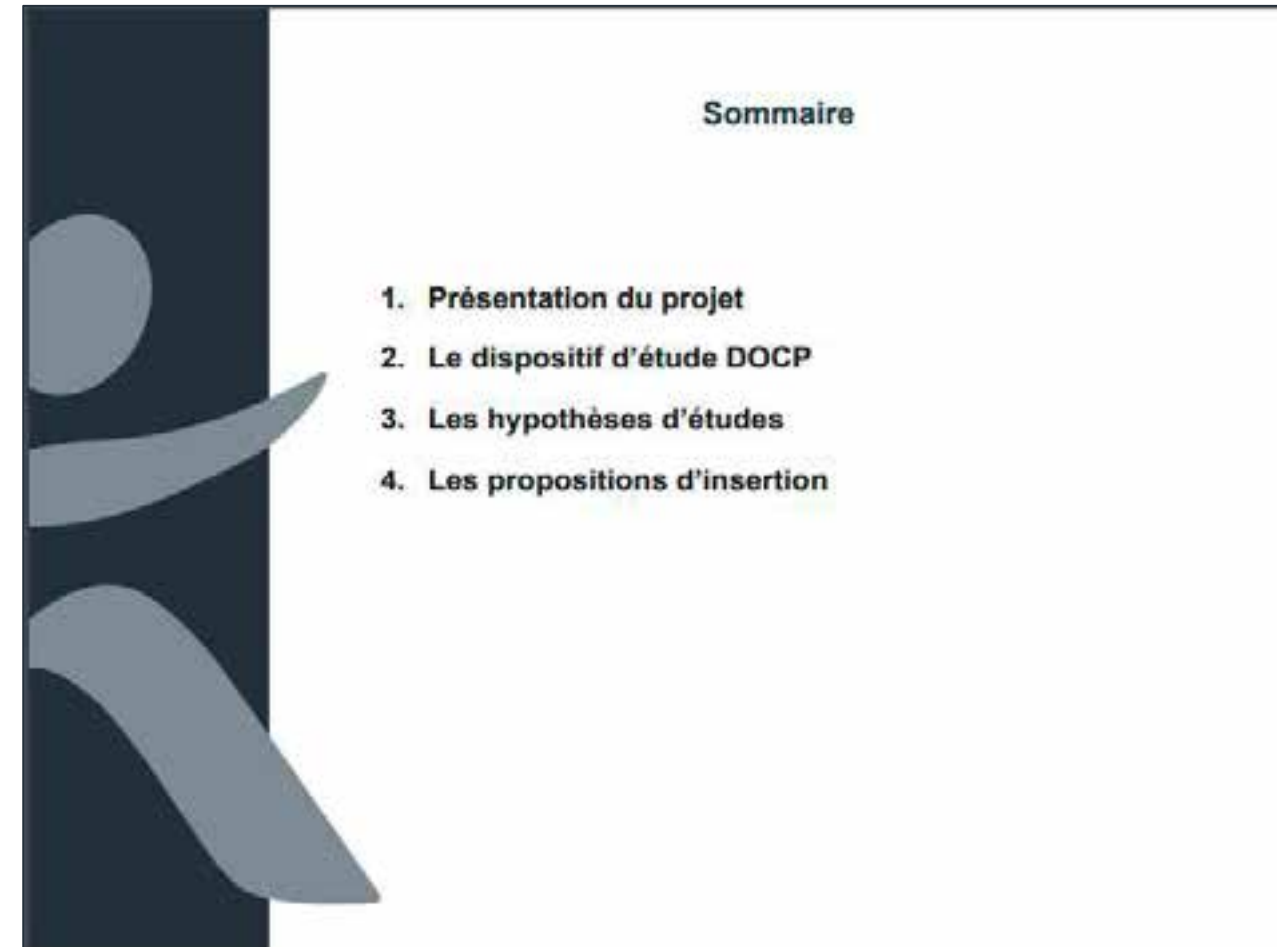 Sommaire
1. Présentation du projet
2. Le dispositif d'étude DOCP
3. Les hypothèses d'études
4. Les propositions d'insertion